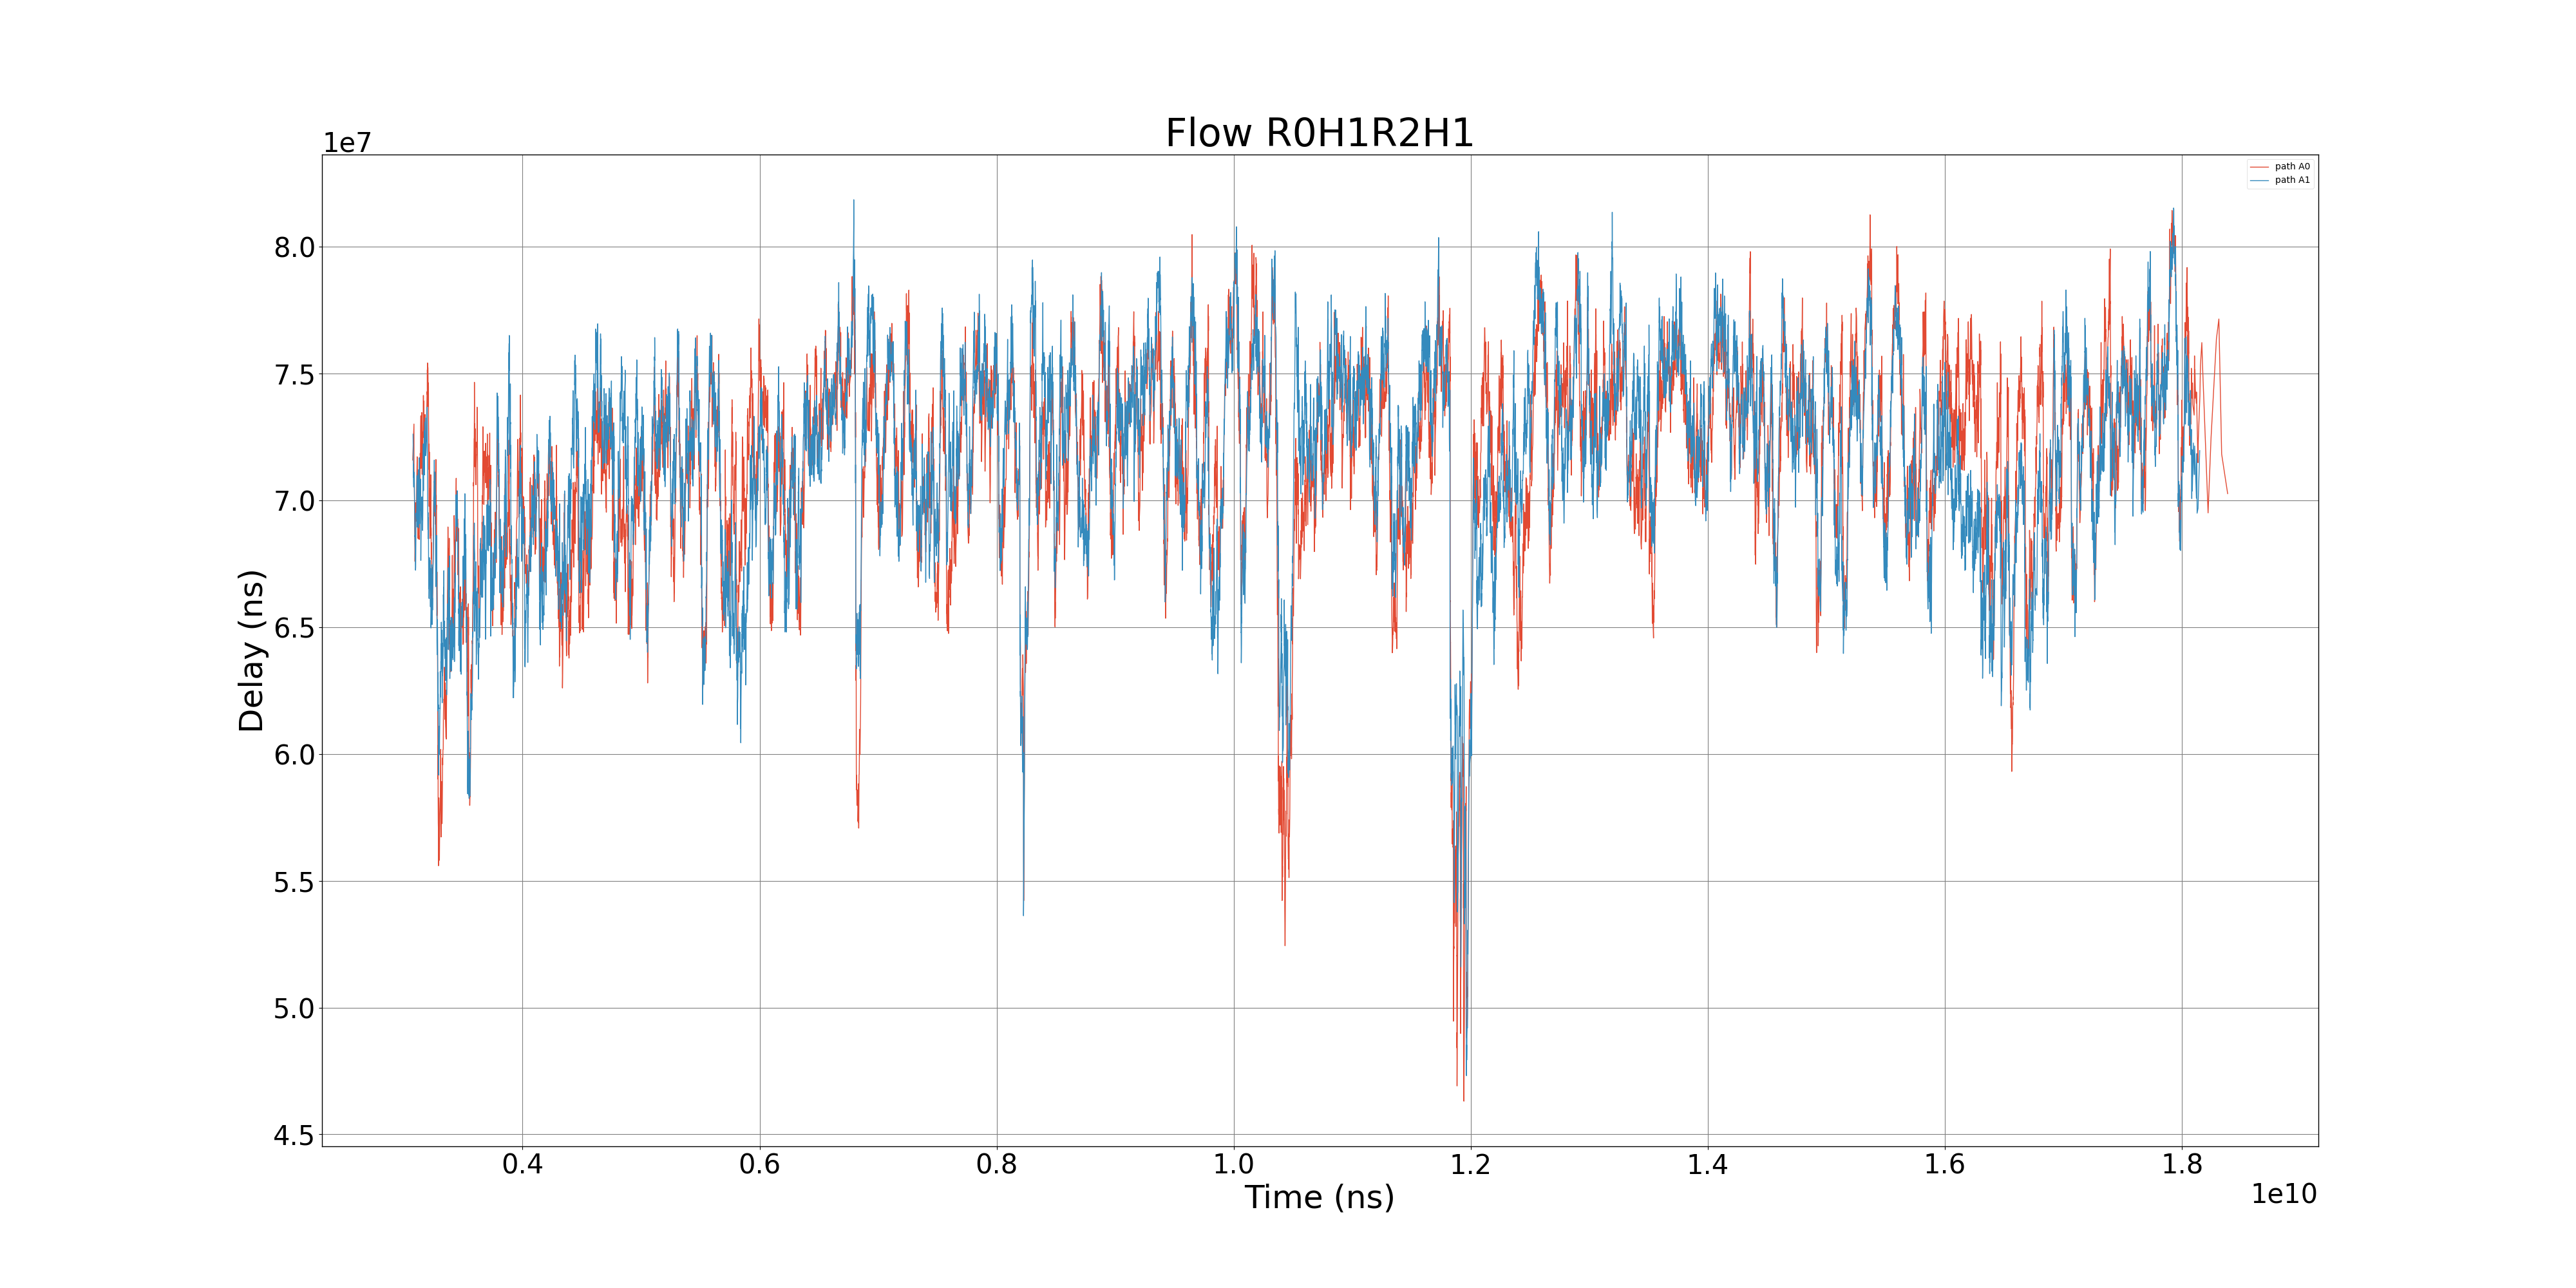 Flow R0H1R2H1
1e7
path A0
path A1
8.0
7.5
7.0
6.5
6.0
5.5
5.0
4.5
Delay (ns)
0.4 0.6 0.8 1.0 1.2 1.4 1.6 1.8
Time (ns)
1e10